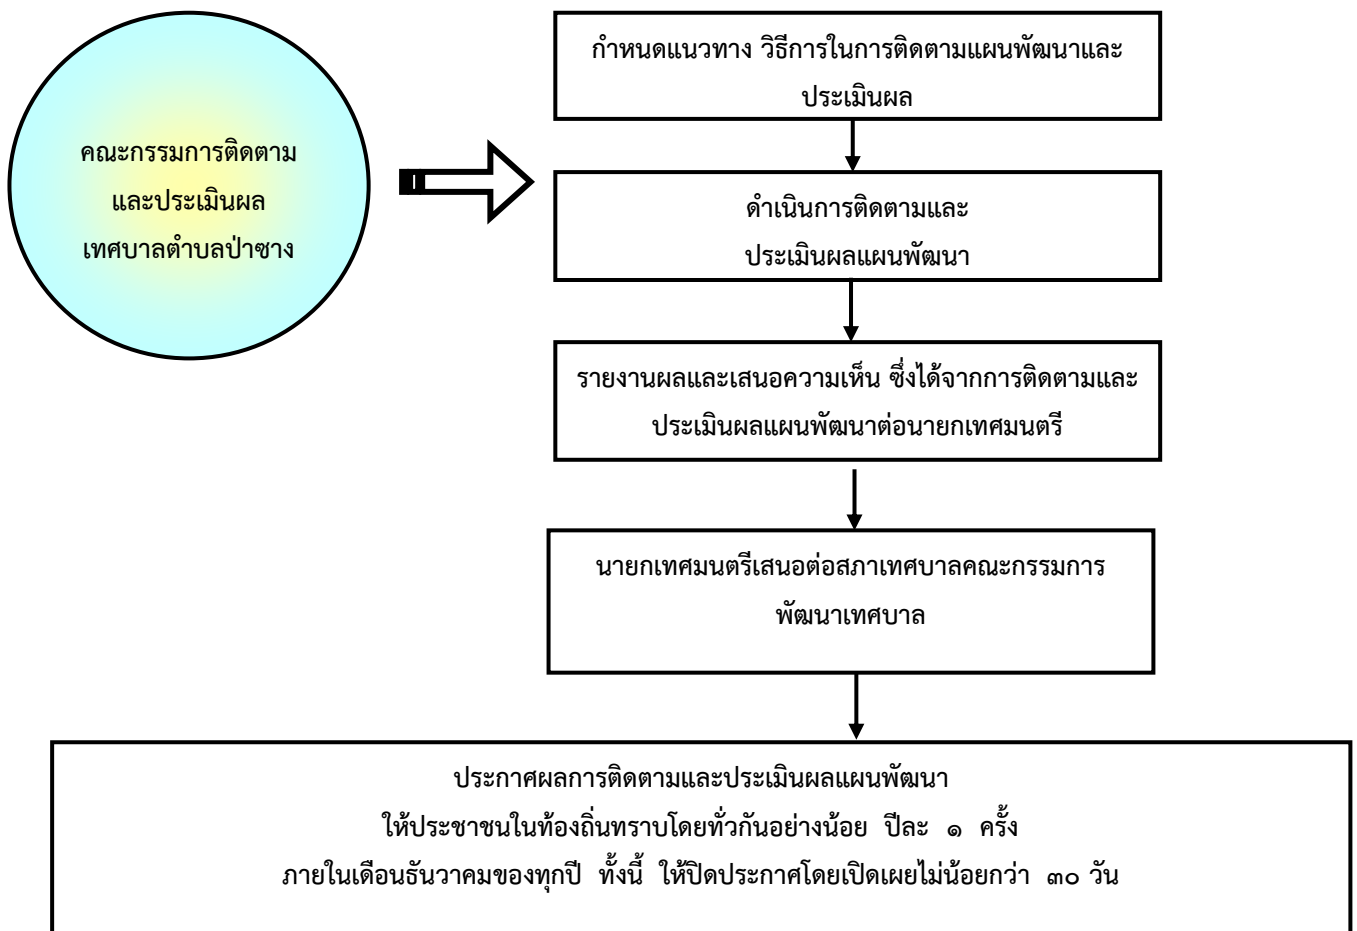 คณะกรรมการติดตาม
และประเมินผล
เทศบาลตำบลป่าซาง
กำหนดแนวทาง วิธีการในการติดตามแผนพัฒนาและ
ประเมินผล
ดำเนินการติดตามและ
ประเมินผลแผนพัฒนา
รายงานผลและเสนอความเห็น ซึ่งได้จากการติดตามและ
ประเมินผลแผนพัฒนาต่อนายกเทศมนตรี
นายกเทศมนตรีเสนอต่อสภาเทศบาลคณะกรรมการ
พัฒนาเทศบาล
ประกาศผลการติดตามและประเมินผลแผนพัฒนา
ให้ประชาชนในท้องถิ่นทราบโดยทั่วกันอย่างน้อย ปีละ ๑ ครั้ง
ภายในเดือนธันวาคมของทุกปี ทั้งนี้ ให้ปิดประกาศโดยเปิดเผยไม่น้อยกว่า ๓๐ วัน